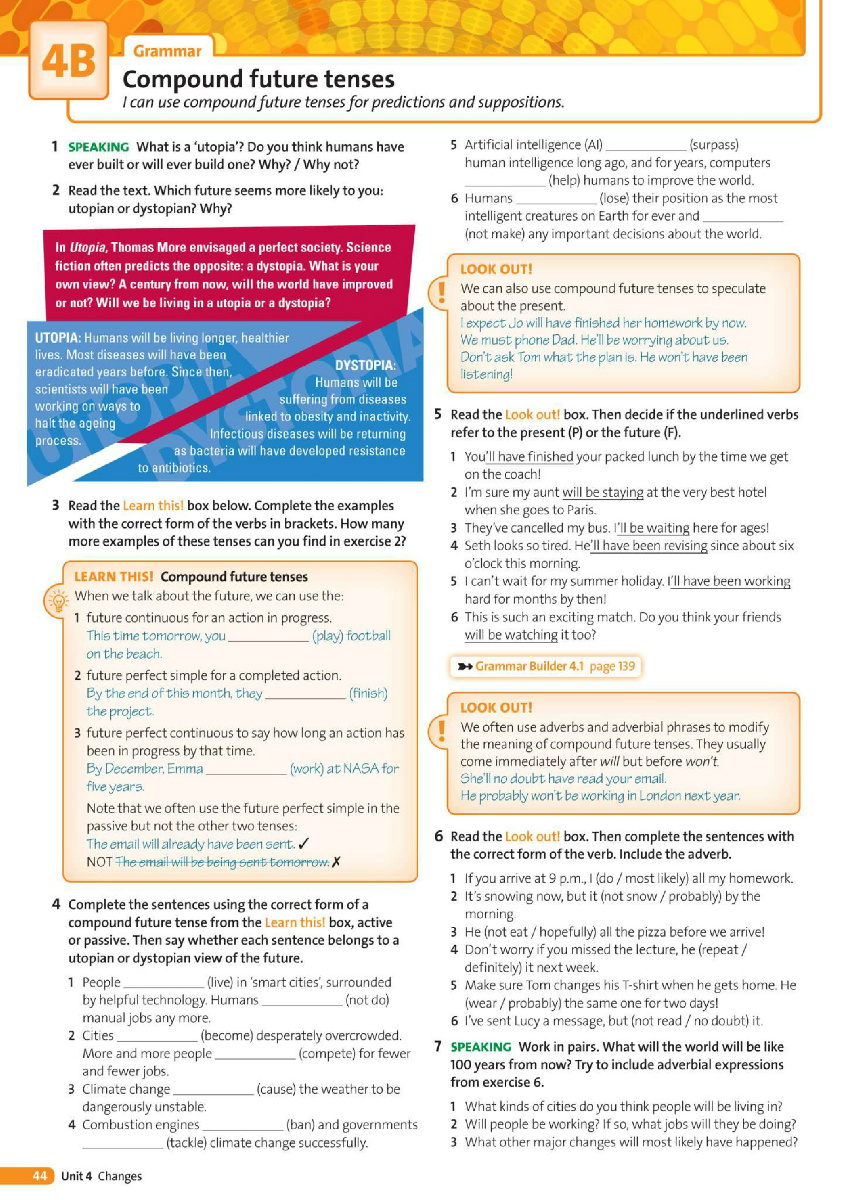 4B
Grammar
Compound future tenses
I can use compound future tenses for predictions and suppositions.
1 SPEAKING What is a 'utopia'? Do you think humans have
ever built or will ever build one? Why? / Why not?
2 Read the text. Which future seems more likely to you:
utopian or dystopian? Why?
In Utopia, Thomas More envisaged a perfect society. Science
fiction often predicts the opposite: a dystopia. What is your
own view? A century from now, will the world have improved
or not? Will we be living in a utopia or a dystopia?
UTOPIA
DYSTOPIA
UTOPIA: Humans will be living longer, healthier
lives. Most diseases will have been
eradicated years before. Since then,
scientists will have been
working on ways to
halt the ageing
process.
DYSTOPIA:
Humans will be
suffering from diseases
linked to obesity and inactivity.
Infectious diseases will be returning
as bacteria will have developed resistance
to antibiotics.
3 Read the Learn this! box below. Complete the examples
with the correct form of the verbs in brackets. How many
more examples of these tenses can you find in exercise 2?
LEARN THIS! Compound future tenses
When we talk about the future, we can use the:
1 future continuous for an action in progress.
This time tomorrow, you ____________ (play) football
on the beach.
2 future perfect simple for a completed action.
By the end of this month, they ____________ (finish)
the project.
3 future perfect continuous to say how long an action has
been in progress by that time.
By December, Emma ____________ (work) at NASA for
five years.
Note that we often use the future perfect simple in the
passive but not the other two tenses:
The email will already have been sent. ✓
NOT The email will be being sent tomorrow. ✗
4 Complete the sentences using the correct form of a
compound future tense from the Learn this! box, active
or passive. Then say whether each sentence belongs to a
utopian or dystopian view of the future.
1 People ____________ (live) in 'smart cities', surrounded
by helpful technology. Humans ____________ (not do)
manual jobs any more.
2 Cities ____________ (become) desperately overcrowded.
More and more people ____________ (compete) for fewer
and fewer jobs.
3 Climate change ____________ (cause) the weather to be
dangerously unstable.
4 Combustion engines ____________ (ban) and governments
____________ (tackle) climate change successfully.
5 Artificial intelligence (AI) ____________ (surpass)
human intelligence long ago, and for years, computers
____________ (help) humans to improve the world.
6 Humans ____________ (lose) their position as the most
intelligent creatures on Earth for ever and ____________
(not make) any important decisions about the world.
LOOK OUT!
!
We can also use compound future tenses to speculate
about the present.
I expect Jo will have finished her homework by now.
We must phone Dad. He'll be worrying about us.
Don't ask Tom what the plan is. He won't have been
listening!
5 Read the Look out! box. Then decide if the underlined verbs
refer to the present (P) or the future (F).
1 You'll have finished your packed lunch by the time we get
on the coach!
2 I'm sure my aunt will be staying at the very best hotel
when she goes to Paris.
3 They've cancelled my bus. I'll be waiting here for ages!
4 Seth looks so tired. He'll have been revising since about six
o'clock this morning.
5 I can't wait for my summer holiday. I'll have been working
hard for months by then!
6 This is such an exciting match. Do you think your friends
will be watching it too?
➳ Grammar Builder 4.1 page 139
LOOK OUT!
!
We often use adverbs and adverbial phrases to modify
the meaning of compound future tenses. They usually
come immediately after will but before won't.
She'll no doubt have read your email.
He probably won't be working in London next year.
6 Read the Look out! box. Then complete the sentences with
the correct form of the verb. Include the adverb.
1 If you arrive at 9 p.m., I (do / most likely) all my homework.
2 It's snowing now, but it (not snow / probably) by the
morning.
3 He (not eat / hopefully) all the pizza before we arrive!
4 Don't worry if you missed the lecture, he (repeat /
definitely) it next week.
5 Make sure Tom changes his T-shirt when he gets home. He
(wear / probably) the same one for two days!
6 I've sent Lucy a message, but (not read / no doubt) it.
7 SPEAKING Work in pairs. What will the world will be like
100 years from now? Try to include adverbial expressions
from exercise 6.
1 What kinds of cities do you think people will be living in?
2 Will people be working? If so, what jobs will they be doing?
3 What other major changes will most likely have happened?
44 Unit 4 Changes